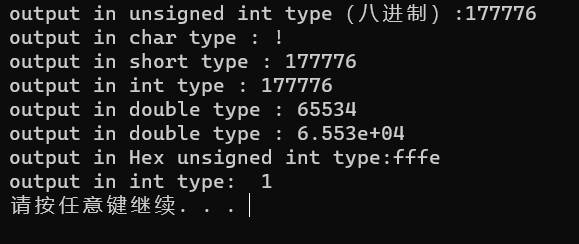 output in unsigned int type (八进制) :177776
output in char type : !
output in short type : 177776
output in int type : 177776
output in double type : 65534
output in double type : 6.553e+04
output in Hex unsigned int type:fffe
output in int type:  1
请按任意键继续. . .